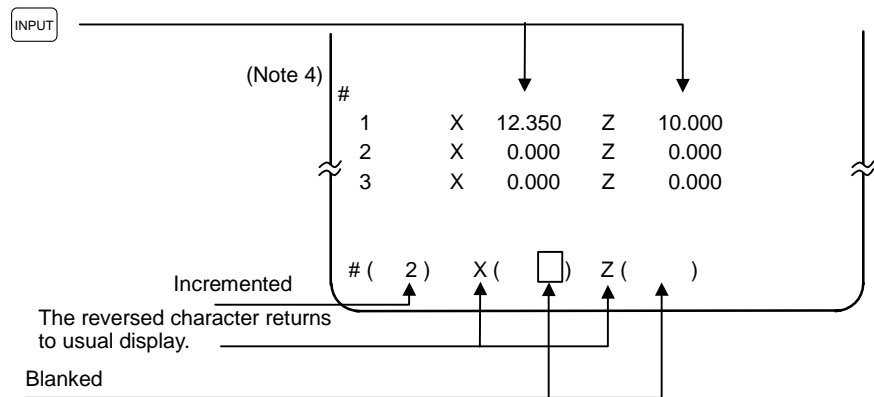 INPUT
(Note 4)
#
1 X 12.350 Z 10.000
2 X 0.000 Z 0.000
3 X 0.000 Z 0.000
# ( 2 ) X ( ) Z ( )
Incremented
The reversed character returns
to usual display.
Blanked